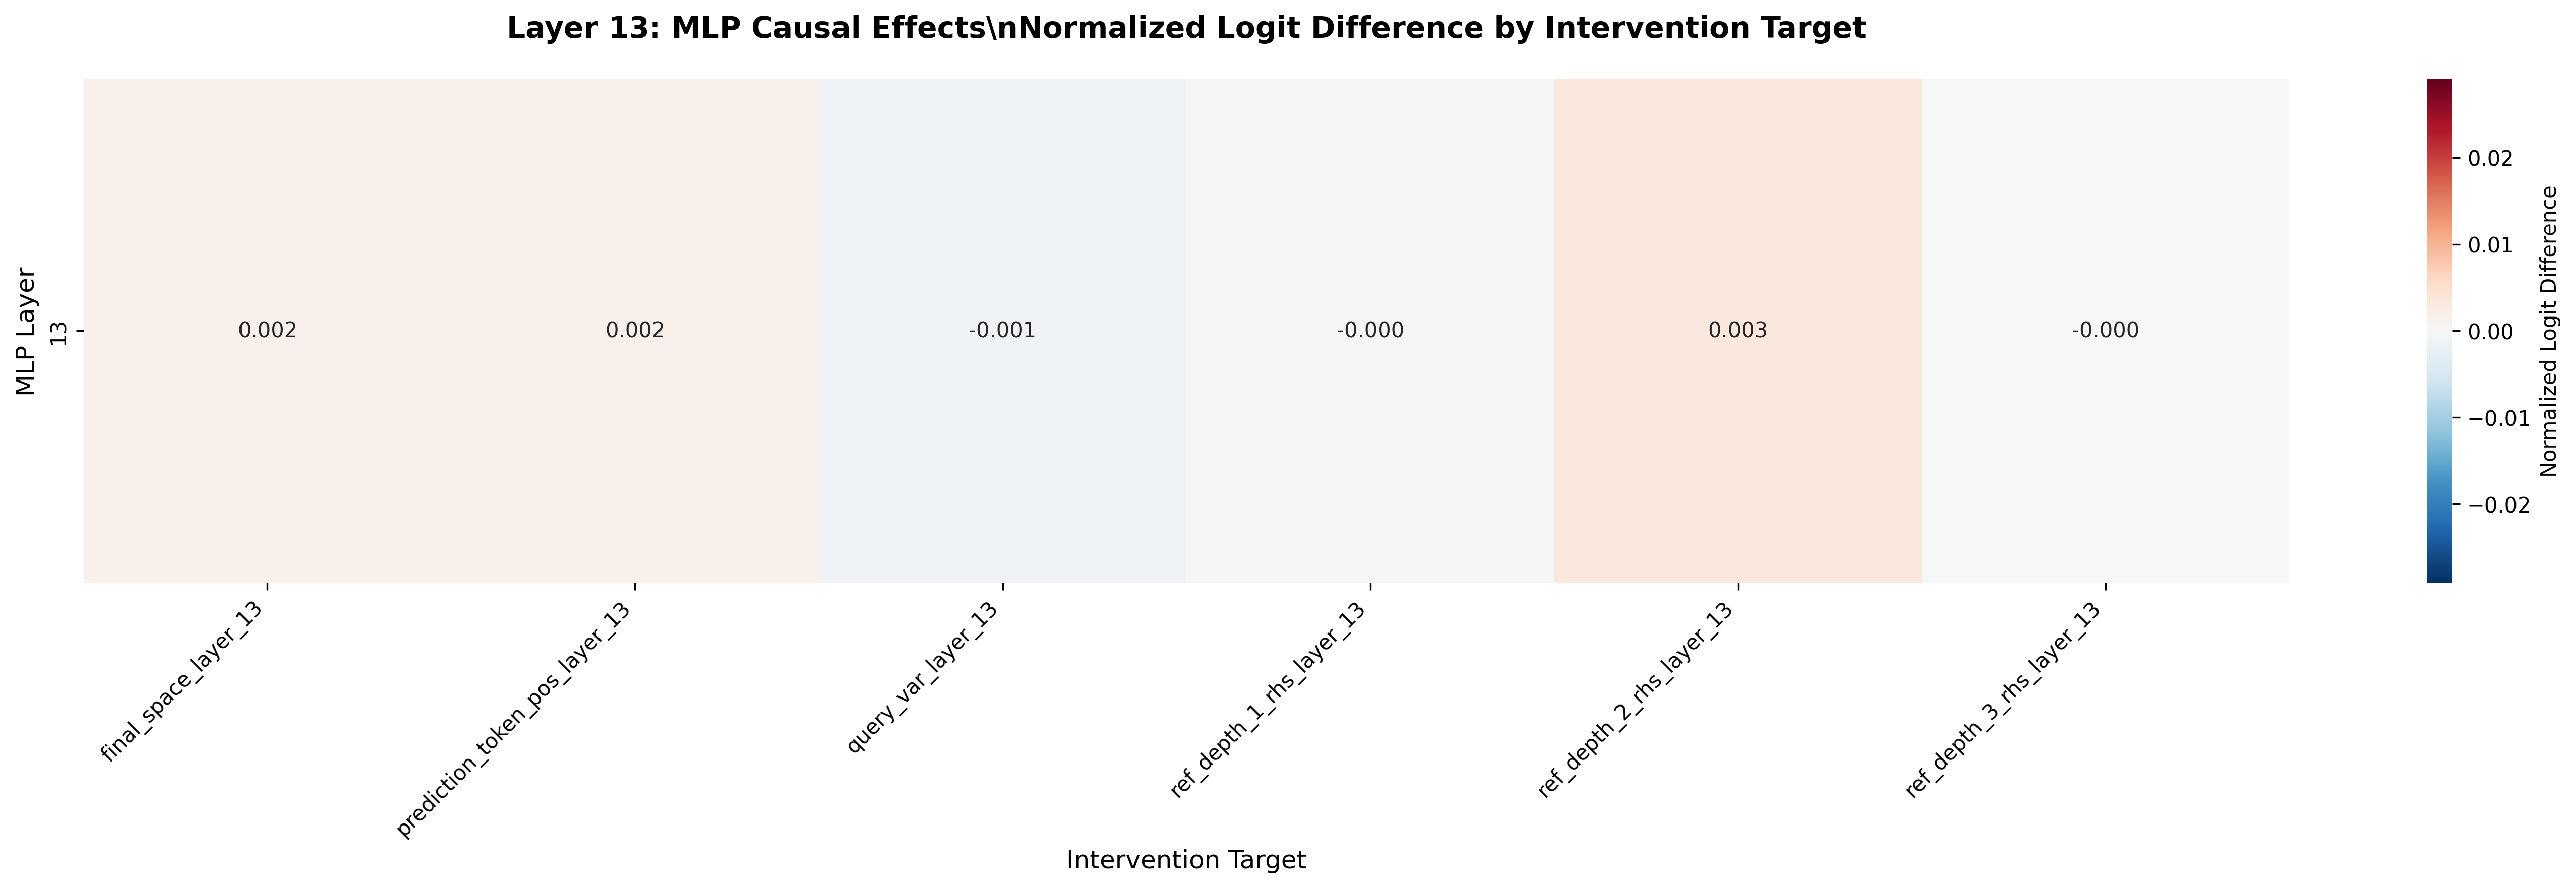 Layer 13: MLP Causal Effects\nNormalized Logit Difference by Intervention Target
MLP Layer
13
0.002
0.002
-0.001
-0.000
0.003
-0.000
final_space_layer_13
prediction_token_pos_layer_13
query_var_layer_13
ref_depth_1_rhs_layer_13
ref_depth_2_rhs_layer_13
ref_depth_3_rhs_layer_13
Intervention Target
0.02
0.01
0.00
−0.01
−0.02
Normalized Logit Difference